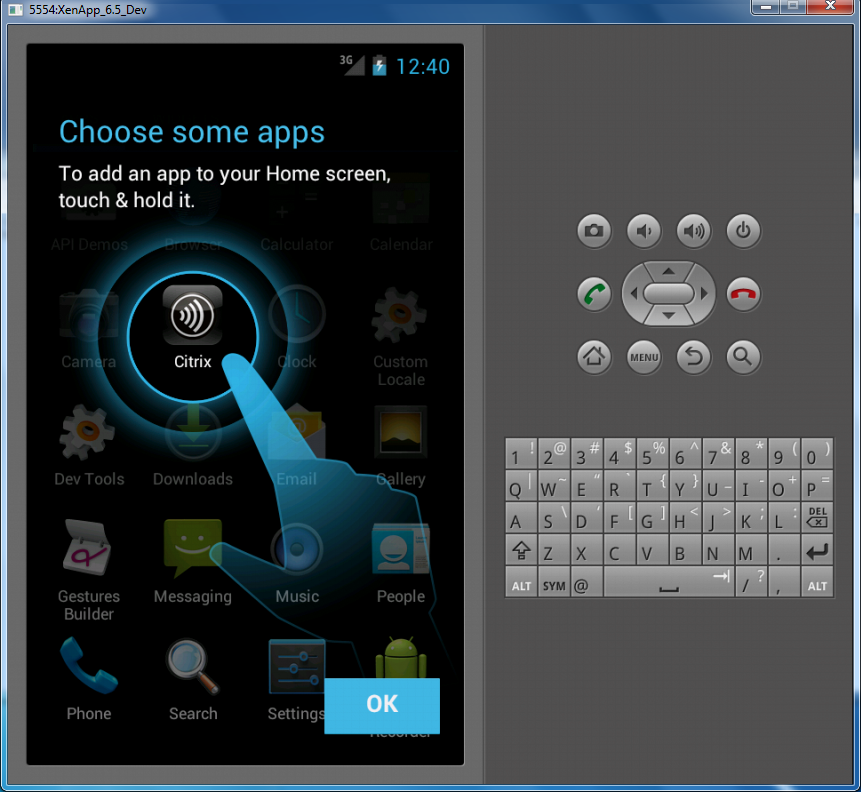 5554:XenApp_6.5_Dev
3G 12:40
Choose some apps
To add an app to your Home screen,
touch & hold it.
API Demos Browser Calculator Calendar
Camera Citrix Clock Custom
Locale
Dev Tools Downloads Email Gallery
Gestures
Builder Messaging Music People
Phone Search Settings
OK
Recorder
MENU
1 ! 2 @ 3 # 4 $ 5 % 6 ^ 7 & 8 * 9 ( 0 )
Q | W ~ E " R ` T { Y } U _ I - O + P =
A S \ D ' F [ G ] H < J > K ; L : DEL
Z X C V B N M .
ALT SYM @ / ? , ALT